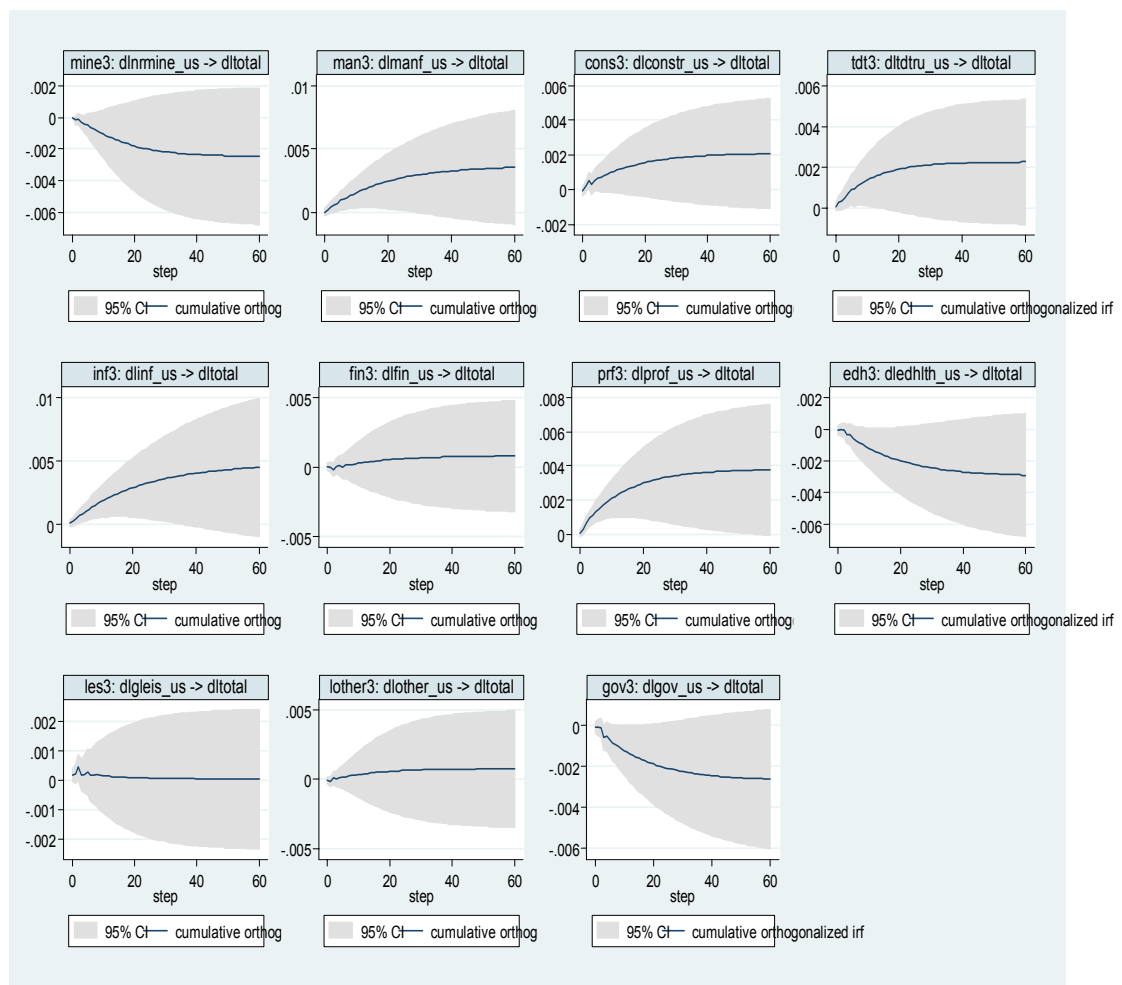 mine3: dlnrmine_us -> dltotal
.002
0
-.002
-.004
-.006
0 20 40 60
step
95% CI cumulative orthog
man3: dlmanf_us -> dltotal
.01
.005
0
0 20 40 60
step
95% CI cumulative orthog
cons3: dlconstr_us -> dltotal
.006
.004
.002
0
-.002
0 20 40 60
step
95% CI cumulative orthog
tdt3: dltdtru_us -> dltotal
.006
.004
.002
0
0 20 40 60
step
95% CI cumulative orthogonalized irf
inf3: dlinf_us -> dltotal
.01
.005
0
0 20 40 60
step
95% CI cumulative orthog
fin3: dlfin_us -> dltotal
.005
0
-.005
0 20 40 60
step
95% CI cumulative orthog
prf3: dlprof_us -> dltotal
.008
.006
.004
.002
0
0 20 40 60
step
95% CI cumulative orthog
edh3: dledhlth_us -> dltotal
.002
0
-.002
-.004
-.006
0 20 40 60
step
95% CI cumulative orthogonalized irf
les3: dlgleis_us -> dltotal
.002
.001
0
-.001
-.002
0 20 40 60
step
95% CI cumulative orthog
lother3: dlother_us -> dltotal
.005
0
-.005
0 20 40 60
step
95% CI cumulative orthog
gov3: dlgov_us -> dltotal
0
-.002
-.004
-.006
0 20 40 60
step
95% CI cumulative orthogonalized irf